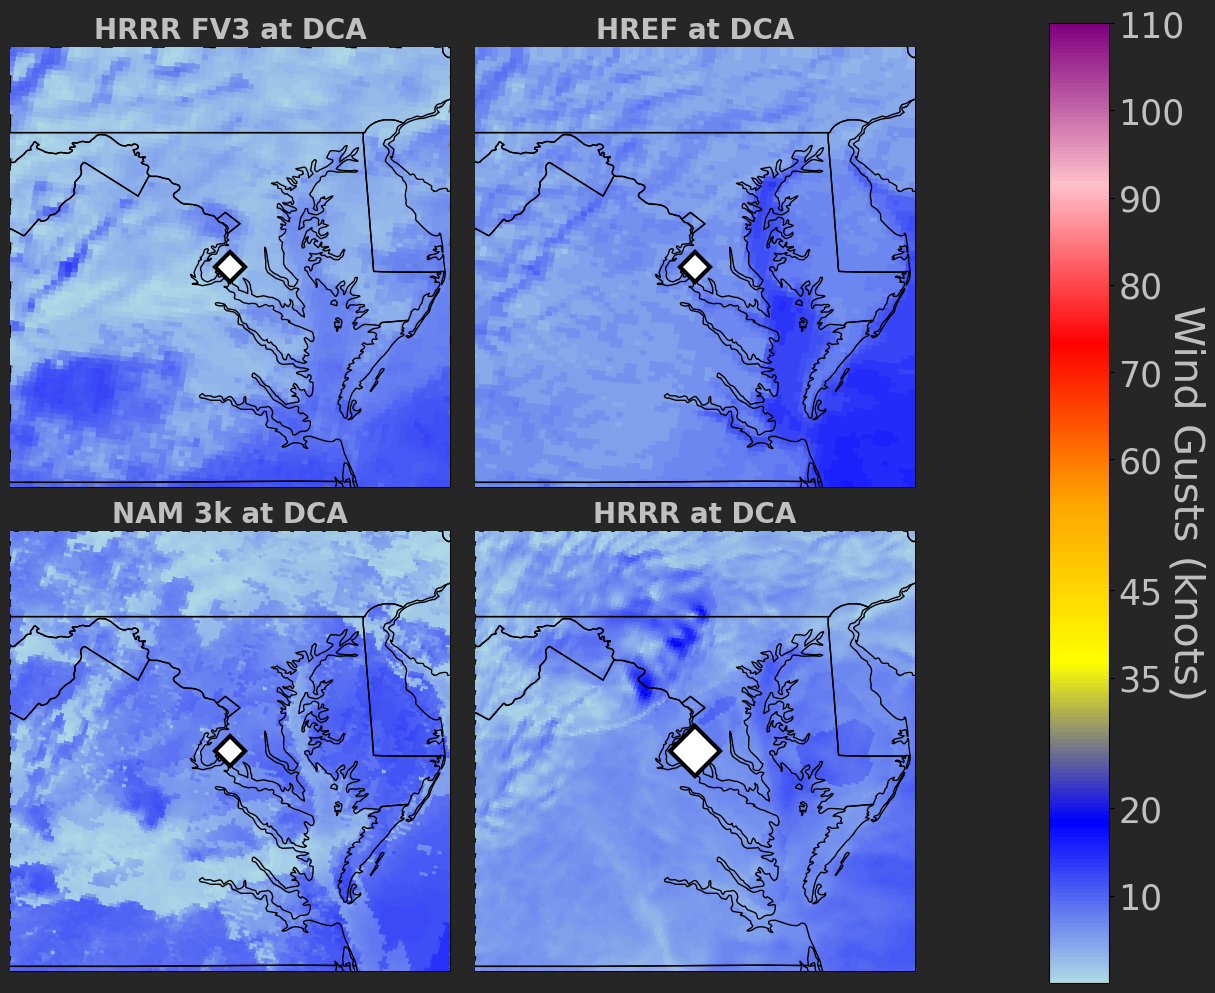 HRRR FV3 at DCA
HREF at DCA
NAM 3k at DCA
HRRR at DCA
110
100
90
80
70
60
45
35
20
10
Wind Gusts (knots)